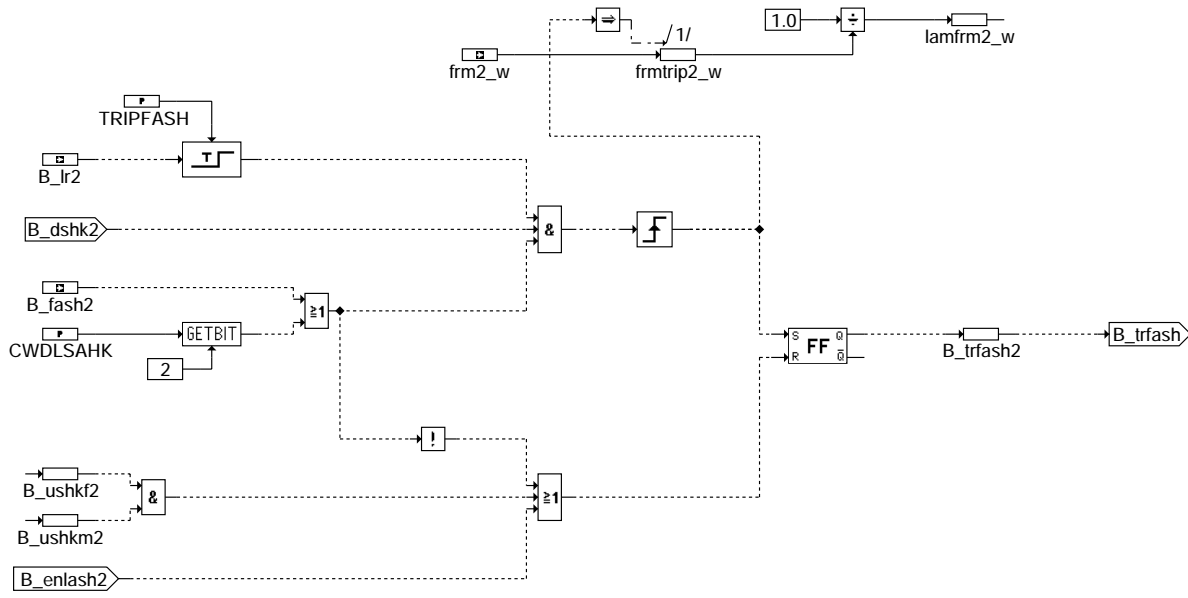 ⇒
/1/
1.0
÷
lamfrm2_w
frm2_w
frmtrip2_w
P
TRIPFASH
T
B_lr2
B_dshk2
&
B_fash2
≥1
P
GETBIT
CWDLSAHK
2
S Q
FF
R Q̅
B_trfash2
B_trfash
!
B_ushkf2
&
≥1
B_ushkm2
B_enlash2